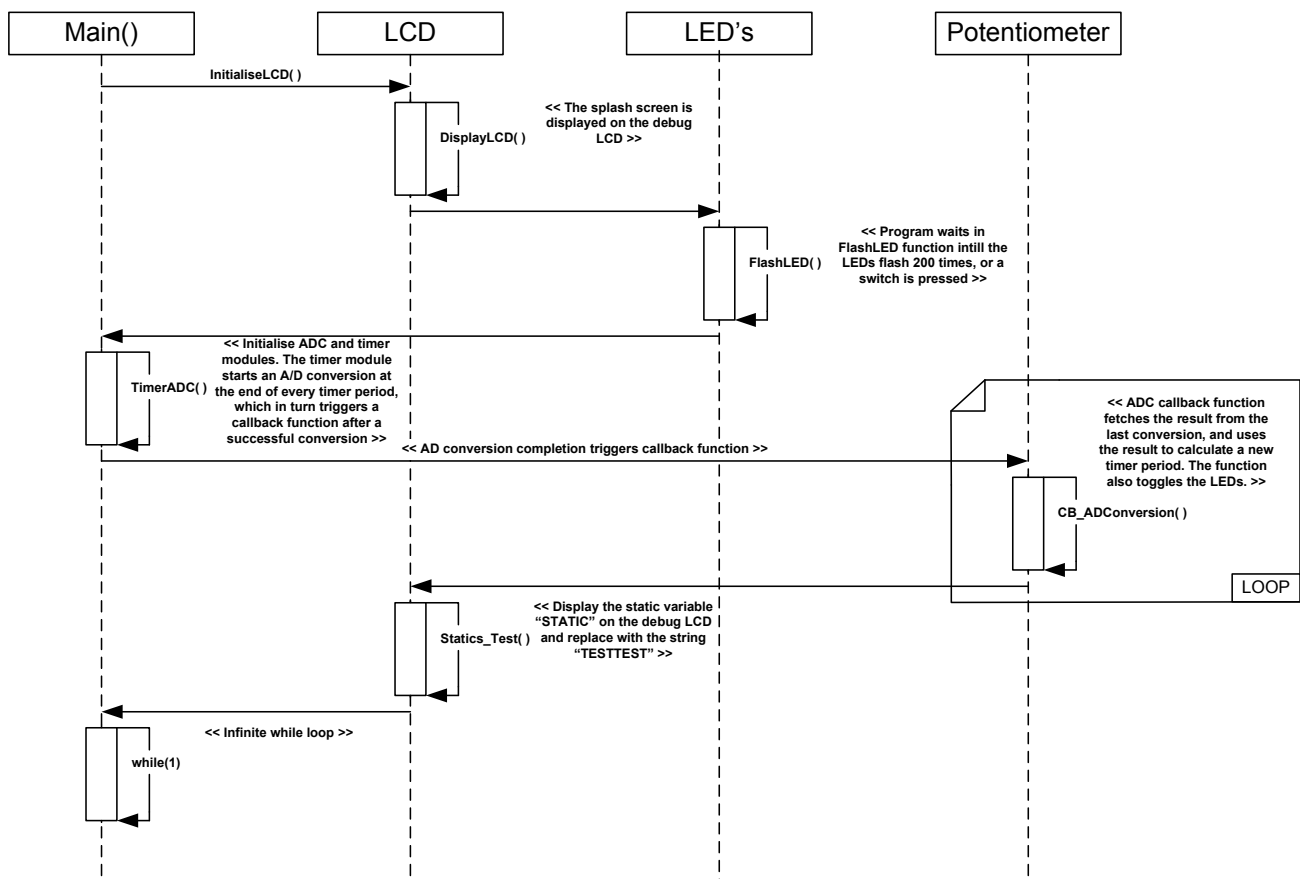 Main()
LCD
LED's
Potentiometer
InitialiseLCD( )
<< The splash screen is
displayed on the debug
LCD >>
DisplayLCD( )
<< Program waits in
FlashLED function intill the
LEDs flash 200 times, or a
switch is pressed >>
FlashLED( )
<< Initialise ADC and timer
modules. The timer module
starts an A/D conversion at
the end of every timer period,
which in turn triggers a
callback function after a
successful conversion >>
TimerADC( )
<< ADC callback function
fetches the result from the
last conversion, and uses
the result to calculate a new
timer period. The function
also toggles the LEDs. >>
<< AD conversion completion triggers callback function >>
CB_ADConversion( )
LOOP
<< Display the static variable
“STATIC” on the debug LCD
and replace with the string
“TESTTEST” >>
Statics_Test( )
<< Infinite while loop >>
while(1)